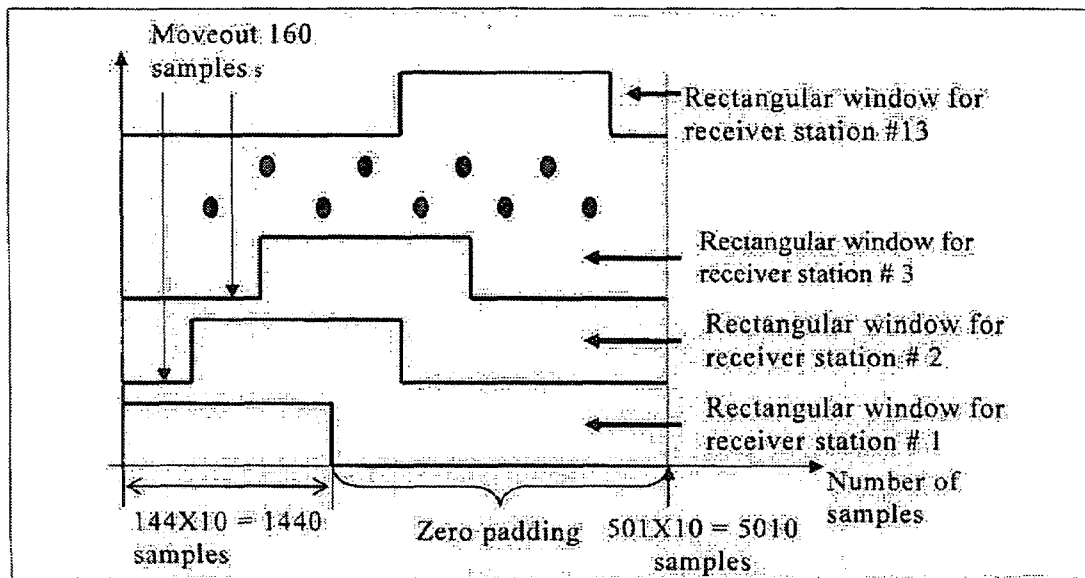 Moveout 160
samples s
Rectangular window for
receiver station #13
Rectangular window for
receiver station # 3
Rectangular window for
receiver station # 2
Rectangular window for
receiver station # 1
Number of
samples
144X10 = 1440
samples
Zero padding
501X10 = 5010
samples